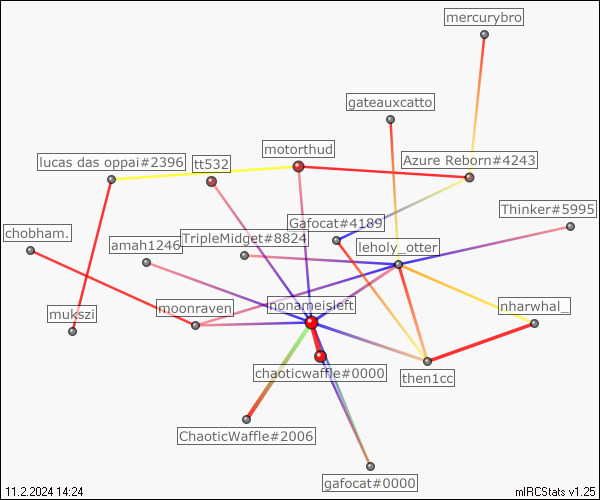 mercurybro
gateauxcatto
motorthud
lucas das oppai#2396
tt532
Azure Reborn#4243
Thinker#5995
Gafocat#4189
chobham.
amah1246
TripleMidget#8824
leholy_otter
mukszi
moonraven
nonameisleft
nharwhal_
chaoticwaffle#0000
then1cc
ChaoticWaffle#2006
gafocat#0000
11.2.2024 14:24
mIRCStats v1.25